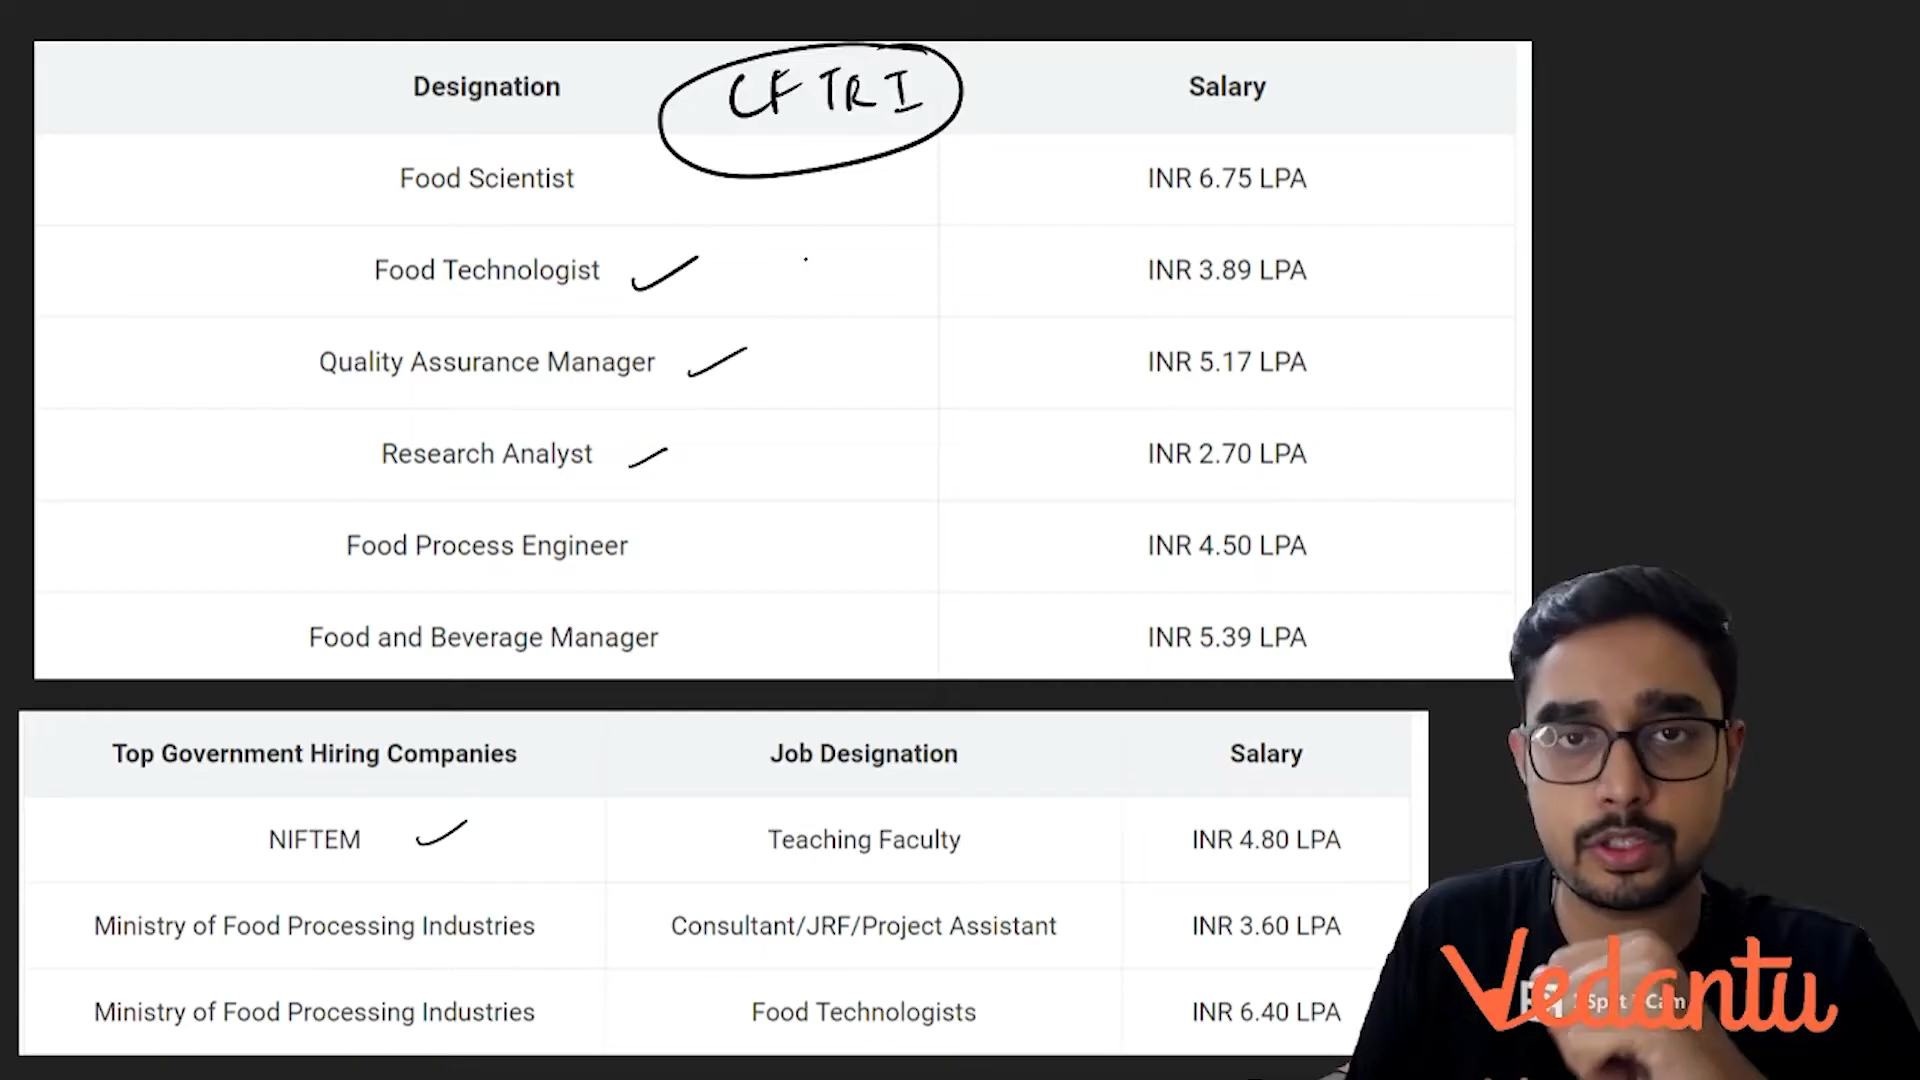 Designation CFTRI Salary
Food Scientist INR 6.75 LPA
Food Technologist INR 3.89 LPA
Quality Assurance Manager INR 5.17 LPA
Research Analyst INR 2.70 LPA
Food Process Engineer INR 4.50 LPA
Food and Beverage Manager INR 5.39 LPA
Top Government Hiring Companies Job Designation Salary
NIFTEM Teaching Faculty INR 4.80 LPA
Ministry of Food Processing Industries Consultant/JRF/Project Assistant INR 3.60 LPA
Ministry of Food Processing Industries Food Technologists INR 6.40 LPA
Vedantu